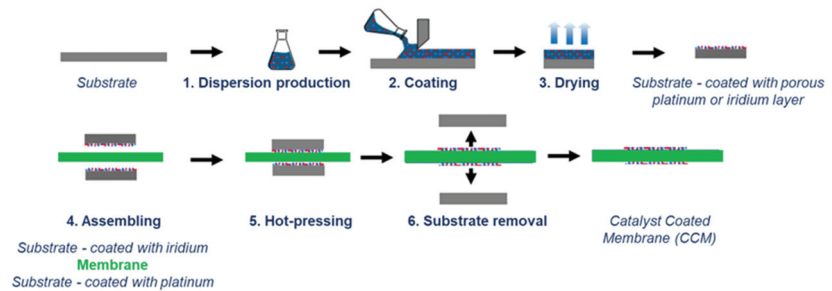 Substrate
1. Dispersion production
2. Coating
3. Drying
Substrate - coated with porous
platinum or iridium layer
4. Assembling
Substrate - coated with iridium
Membrane
Substrate - coated with platinum
5. Hot-pressing
6. Substrate removal
Catalyst Coated
Membrane (CCM)